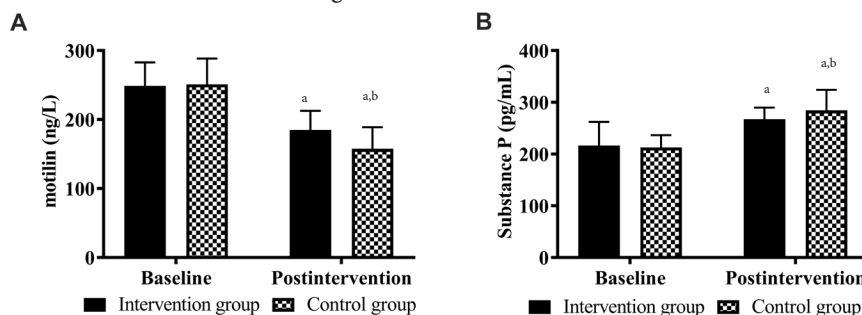 A
motilin (ng/L)
300
200
100
0
a
a,b
Baseline
Postintervention
Intervention group
Control group
B
Substance P (pg/mL)
400
300
200
100
0
a
a,b
Baseline
Postintervention
Intervention group
Control group